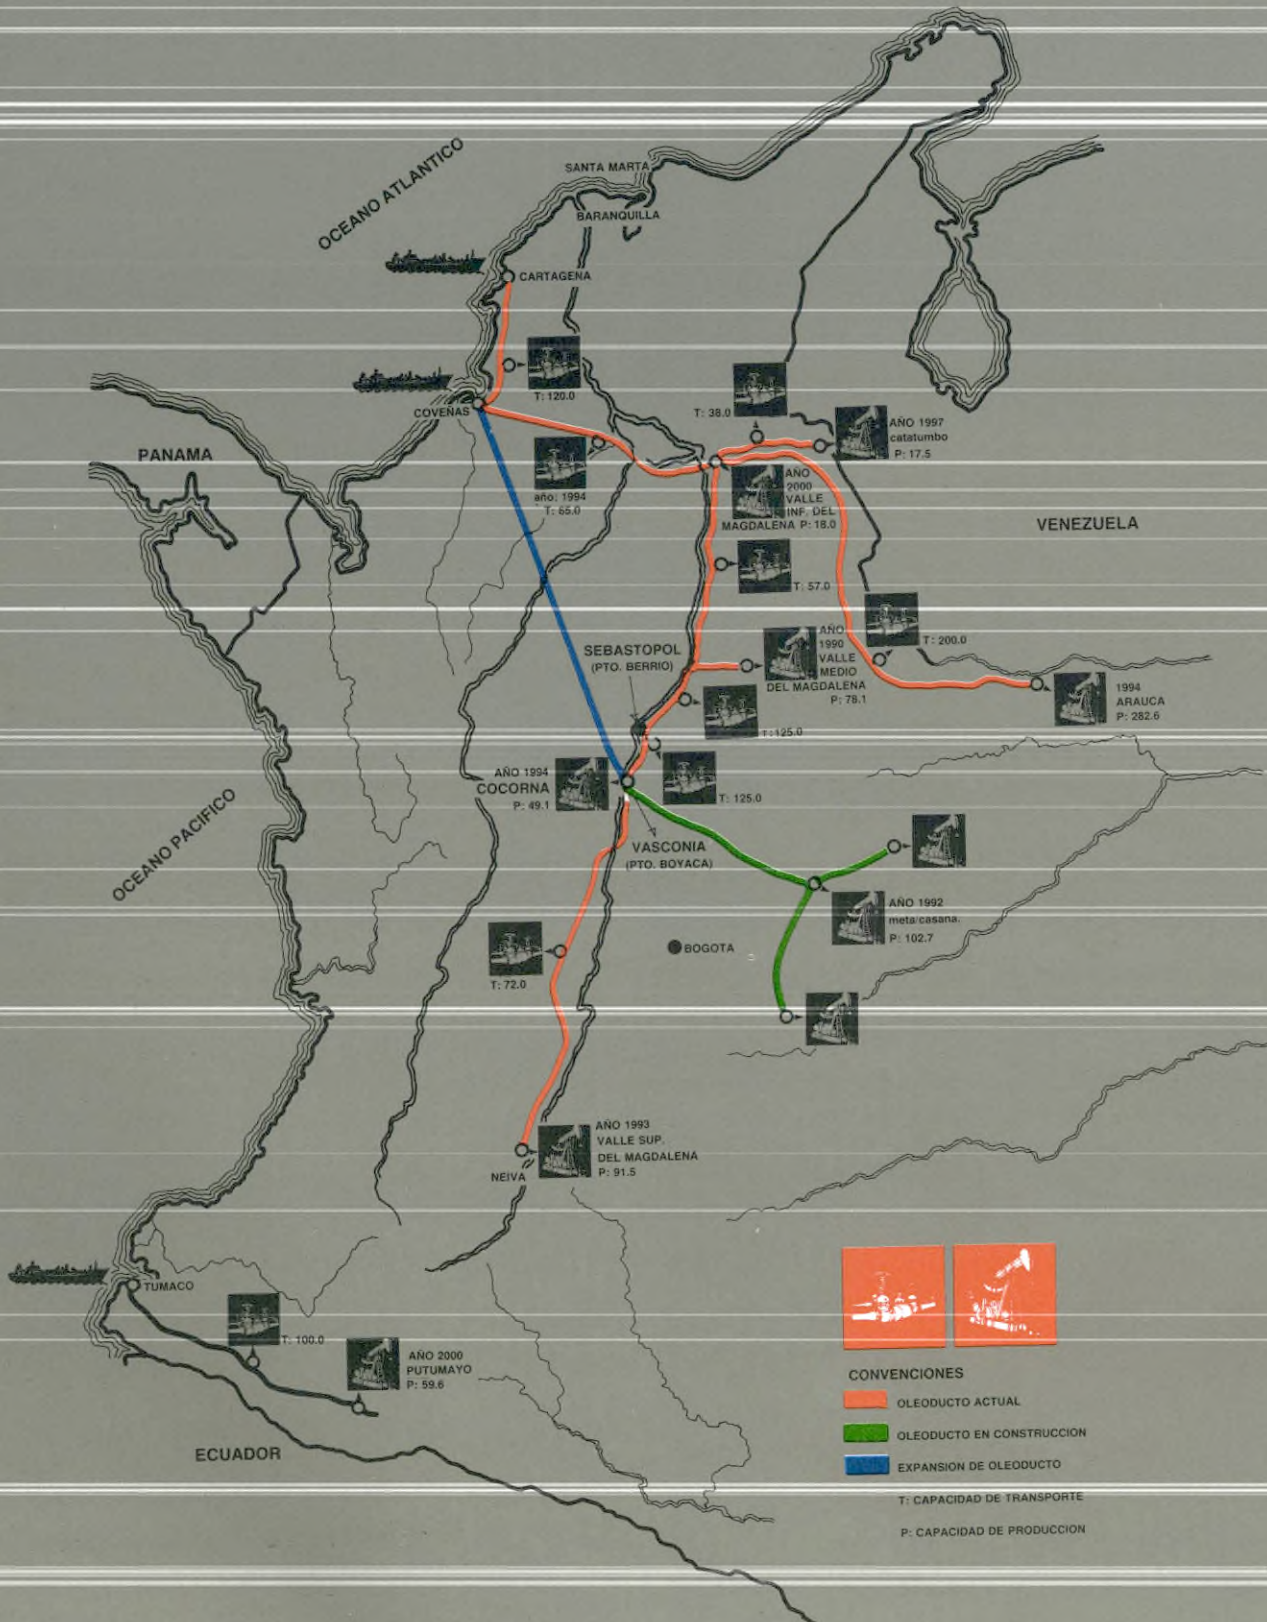 OCEANO ATLANTICO
SANTA MARTA
BARANQUILLA
CARTAGENA
T: 120.0
COVEÑAS
T: 38.0
AÑO 1997
catatumbo
P: 17.5
PANAMA
año: 1994
T: 65.0
AÑO
2000
VALLE
INF. DEL
MAGDALENA P: 18.0
VENEZUELA
T: 57.0
SEBASTOPOL
(PTO. BERRIO)
AÑO
1990
VALLE
MEDIO
DEL MAGDALENA
P: 78.1
T: 200.0
1994
ARAUCA
P: 282.6
T: 125.0
AÑO 1994
COCORNA
P: 49.1
T: 125.0
OCEANO PACIFICO
VASCONIA
(PTO. BOYACA)
AÑO 1992
meta/casana.
P: 102.7
BOGOTA
T: 72.0
AÑO 1993
VALLE SUP.
DEL MAGDALENA
P: 91.5
NEIVA
TUMACO
T: 100.0
AÑO 2000
PUTUMAYO
P: 59.6
ECUADOR
CONVENCIONES
OLEODUCTO ACTUAL
OLEODUCTO EN CONSTRUCCION
EXPANSION DE OLEODUCTO
T: CAPACIDAD DE TRANSPORTE
P: CAPACIDAD DE PRODUCCION